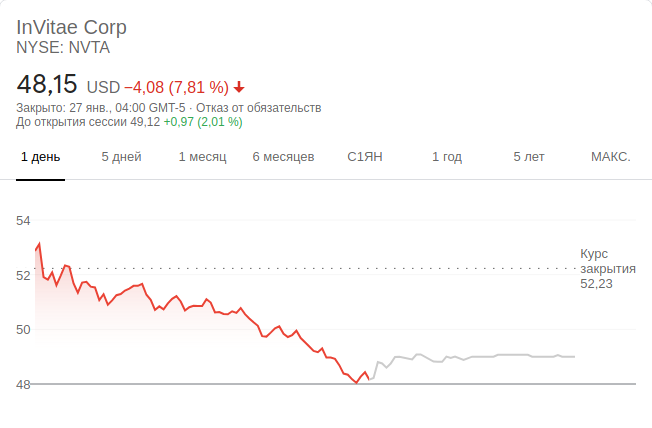 InVitae Corp
NYSE: NVTA
48,15 USD −4,08 (7,81 %)
Закрыто: 27 янв., 04:00 GMT-5 · Отказ от обязательств
До открытия сессии 49,12 +0,97 (2,01 %)
1 день 5 дней 1 месяц 6 месяцев С1ЯН 1 год 5 лет МАКС.
54
52
50
48
Курс
закрытия
52,23